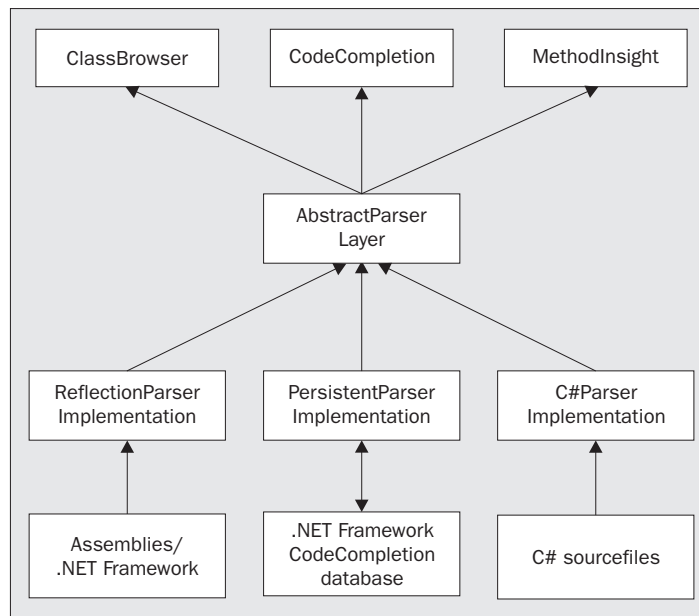 ClassBrowser
CodeCompletion
MethodInsight
AbstractParser
Layer
ReflectionParser
Implementation
PersistentParser
Implementation
C#Parser
Implementation
Assemblies/
.NET Framework
.NET Framework
CodeCompletion
database
C# sourcefiles